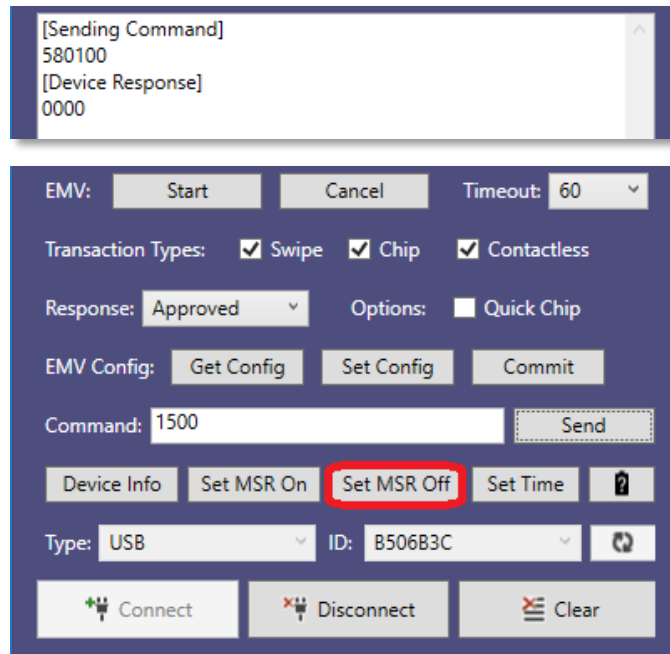 [Sending Command]
580100
[Device Response]
0000
EMV: Start Cancel Timeout: 60
Transaction Types: Swipe Chip Contactless
Response: Approved Options: Quick Chip
EMV Config: Get Config Set Config Commit
Command: 1500 Send
Device Info Set MSR On Set MSR Off Set Time ?
Type: USB ID: B506B3C
Connect Disconnect Clear